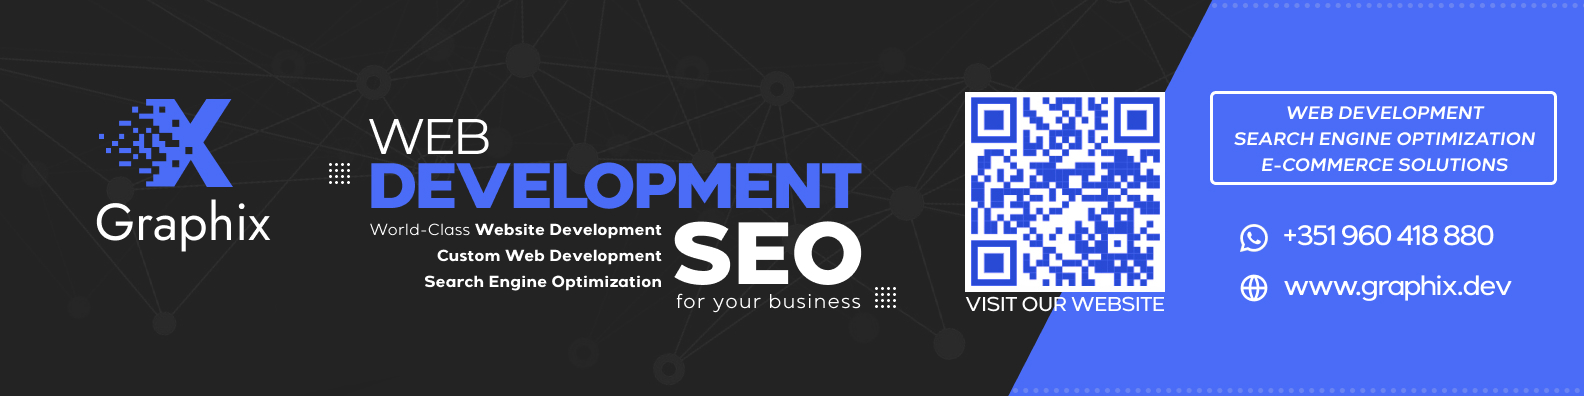 X
Graphix
WEB
DEVELOPMENT
World-Class Website Development
Custom Web Development
Search Engine Optimization
SEO
for your business
VISIT OUR WEBSITE
WEB DEVELOPMENT
SEARCH ENGINE OPTIMIZATION
E-COMMERCE SOLUTIONS
+351 960 418 880
www.graphix.dev